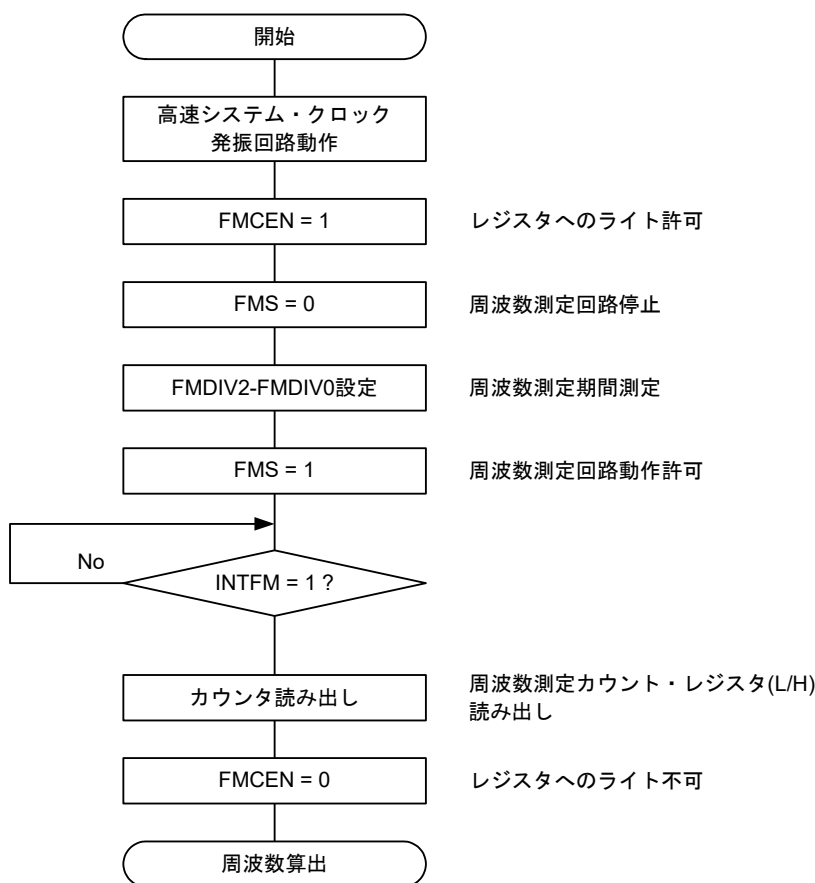 開始
高速システム・クロック
発振回路動作
FMCEN = 1
レジスタへのライト許可
FMS = 0
周波数測定回路停止
FMDIV2-FMDIV0設定
周波数測定期間測定
FMS = 1
周波数測定回路動作許可
No
INTFM = 1 ?
カウンタ読み出し
周波数測定カウント・レジスタ(L/H)
読み出し
FMCEN = 0
レジスタへのライト不可
周波数算出